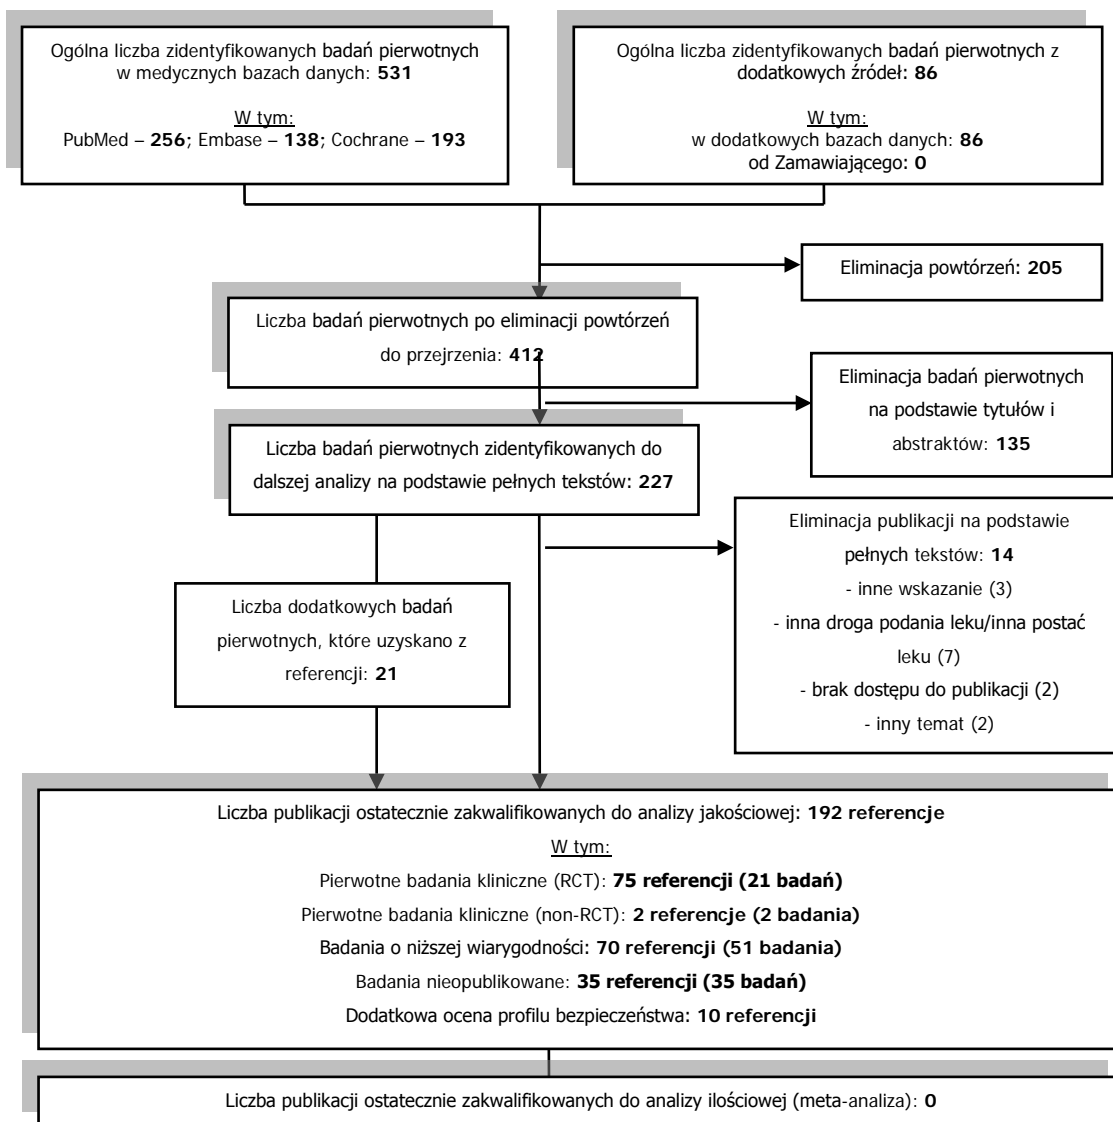 Ogólna liczba zidentyfikowanych badań pierwotnych
w medycznych bazach danych: 531
W tym:
PubMed – 256; Embase – 138; Cochrane – 193
Ogólna liczba zidentyfikowanych badań pierwotnych z
dodatkowych źródeł: 86
W tym:
w dodatkowych bazach danych: 86
od Zamawiającego: 0
Eliminacja powtórzeń: 205
Liczba badań pierwotnych po eliminacji powtórzeń
do przejrzenia: 412
Eliminacja badań pierwotnych
na podstawie tytułów i
abstraktów: 135
Liczba badań pierwotnych zidentyfikowanych do
dalszej analizy na podstawie pełnych tekstów: 227
Eliminacja publikacji na podstawie
pełnych tekstów: 14
- inne wskazanie (3)
- inna droga podania leku/inna postać
leku (7)
- brak dostępu do publikacji (2)
- inny temat (2)
Liczba dodatkowych badań
pierwotnych, które uzyskano z
referencji: 21
Liczba publikacji ostatecznie zakwalifikowanych do analizy jakościowej: 192 referencje
W tym:
Pierwotne badania kliniczne (RCT): 75 referencji (21 badań)
Pierwotne badania kliniczne (non-RCT): 2 referencje (2 badania)
Badania o niższej wiarygodności: 70 referencji (51 badania)
Badania nieopublikowane: 35 referencji (35 badań)
Dodatkowa ocena profilu bezpieczeństwa: 10 referencji
Liczba publikacji ostatecznie zakwalifikowanych do analizy ilościowej (meta-analiza): 0